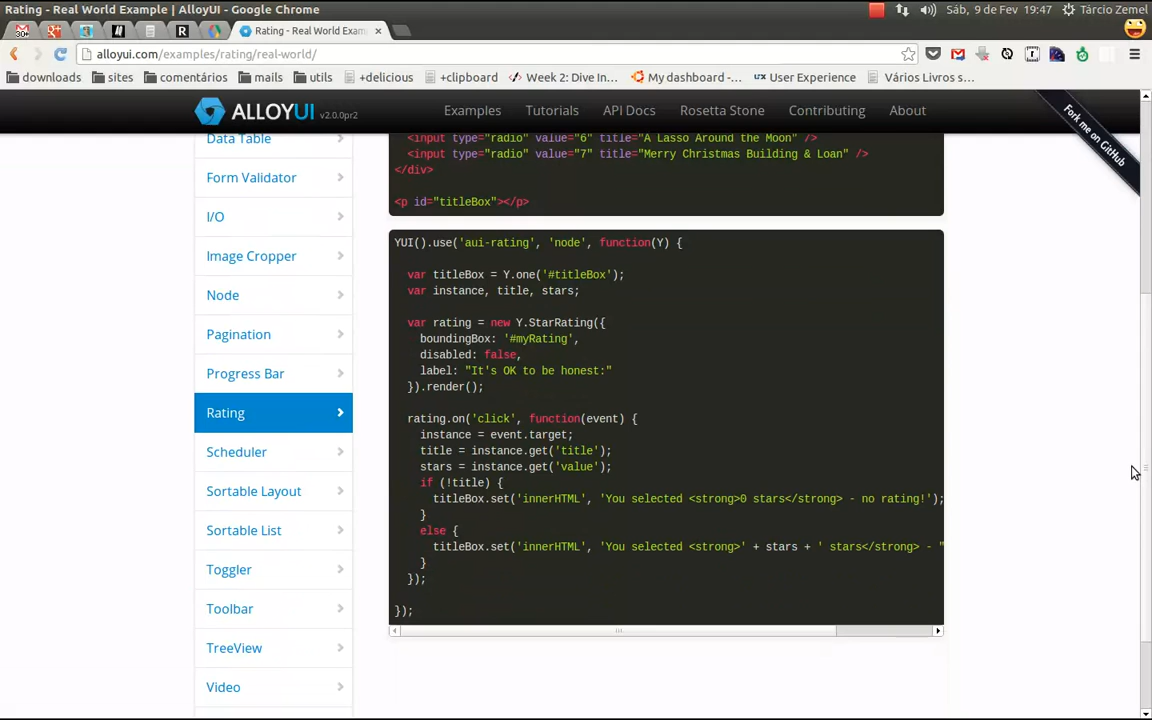 Rating - Real World Example | AlloyUI - Google Chrome
Sáb, 9 de Fev 19:47 Tárcio Zemel
30+
R
Rating - Real World Exam ×
alloyui.com/examples/rating/real-world/
downloads sites comentários mails utils +delicious +clipboard Week 2: Dive In... My dashboard -... UX User Experience Vários Livros s...
ALLOYUI v2.0.0pr2 Examples Tutorials API Docs Rosetta Stone Contributing About
Fork me on GitHub
Data Table
Form Validator
I/O
Image Cropper
Node
Pagination
Progress Bar
Rating
Scheduler
Sortable Layout
Sortable List
Toggler
Toolbar
TreeView
Video
<input type="radio" value="6" title="A Lasso Around the Moon" />
<input type="radio" value="7" title="Merry Christmas Building & Loan" />
</div>
<p id="titleBox"></p>
YUI().use('aui-rating', 'node', function(Y) {
var titleBox = Y.one('#titleBox');
var instance, title, stars;
var rating = new Y.StarRating({
boundingBox: '#myRating',
disabled: false,
label: "It's OK to be honest:"
}).render();
rating.on('click', function(event) {
instance = event.target;
title = instance.get('title');
stars = instance.get('value');
if (!title) {
titleBox.set('innerHTML', 'You selected <strong>0 stars</strong> - no rating!');
}
else {
titleBox.set('innerHTML', 'You selected <strong>' + stars + ' stars</strong> - "
}
});
});